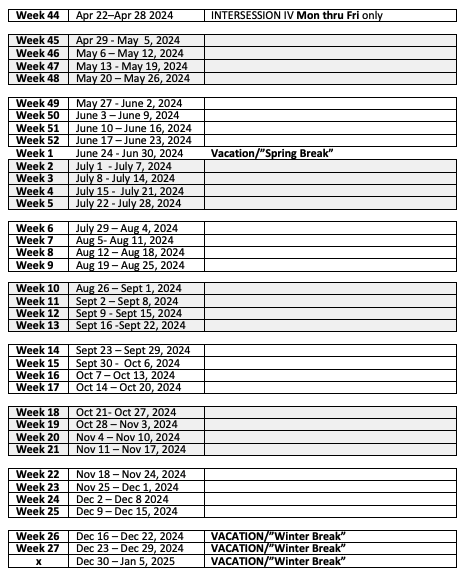 Week 44 Apr 22–Apr 28 2024 INTERSESSION IV Mon thru Fri only
Week 45 Apr 29 - May  5, 2024
Week 46 May 6 – May 12, 2024
Week 47 May 13 - May 19, 2024
Week 48 May 20 – May 26, 2024
Week 49 May 27 - June 2, 2024
Week 50 June 3 – June 9, 2024
Week 51 June 10 – June 16, 2024
Week 52 June 17 – June 23, 2024
Week 1 June 24 - Jun 30, 2024 Vacation/”Spring Break”
Week 2 July 1  - July 7, 2024
Week 3 July 8 - July 14, 2024
Week 4 July 15 -  July 21, 2024
Week 5 July 22 - July 28, 2024
Week 6 July 29 – Aug 4, 2024
Week 7 Aug 5- Aug 11, 2024
Week 8 Aug 12 – Aug 18, 2024
Week 9 Aug 19 – Aug 25, 2024
Week 10 Aug 26 – Sept 1, 2024
Week 11 Sept 2 – Sept 8, 2024
Week 12 Sept 9 - Sept 15, 2024
Week 13 Sept 16 -Sept 22, 2024
Week 14 Sept 23 – Sept 29, 2024
Week 15 Sept 30 -  Oct 6, 2024
Week 16 Oct 7 – Oct 13, 2024
Week 17 Oct 14 – Oct 20, 2024
Week 18 Oct 21- Oct 27, 2024
Week 19 Oct 28 – Nov 3, 2024
Week 20 Nov 4 – Nov 10, 2024
Week 21 Nov 11 – Nov 17, 2024
Week 22 Nov 18 – Nov 24, 2024
Week 23 Nov 25 – Dec 1, 2024
Week 24 Dec 2 – Dec 8 2024
Week 25 Dec 9 – Dec 15, 2024
Week 26 Dec 16 – Dec 22, 2024 VACATION/”Winter Break”
Week 27 Dec 23 – Dec 29, 2024 VACATION/”Winter Break”
x Dec 30 – Jan 5, 2025 VACATION/”Winter Break”